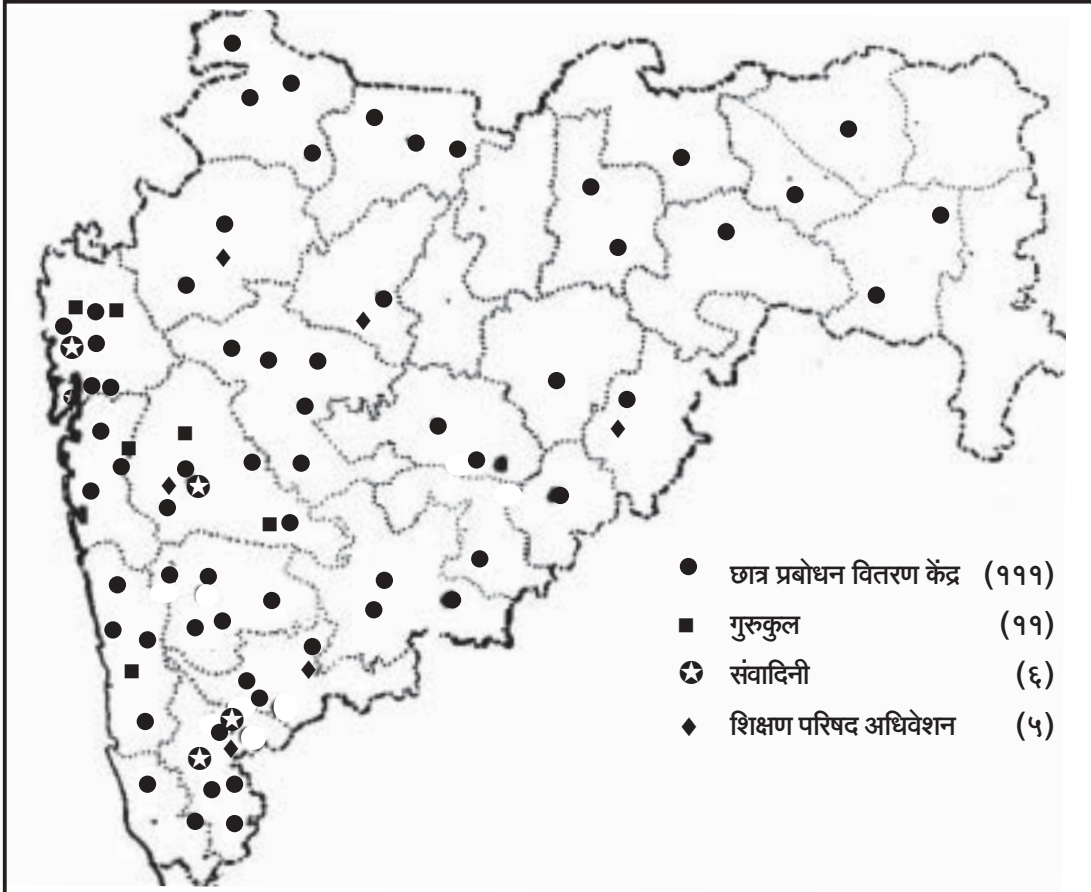 छात्र प्रबोधन वितरण केंद्र (१११)
गुरुकुल (११)
संवादिनी (६)
शिक्षण परिषद अधिवेशन (५)